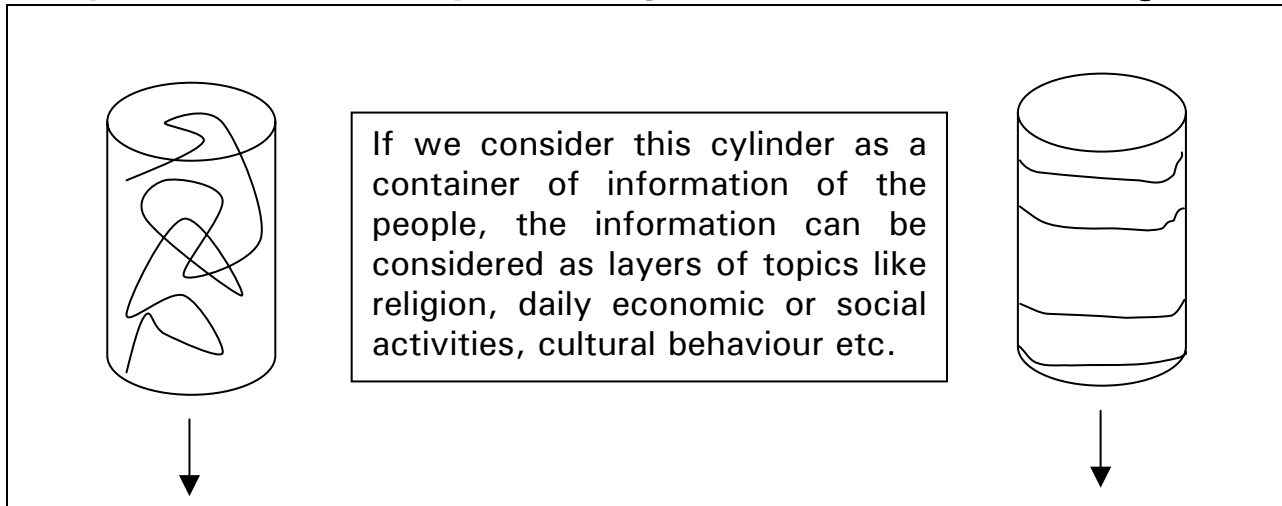 If we consider this cylinder as a
container of information of the
people, the information can be
considered as layers of topics like
religion, daily economic or social
activities, cultural behaviour etc.